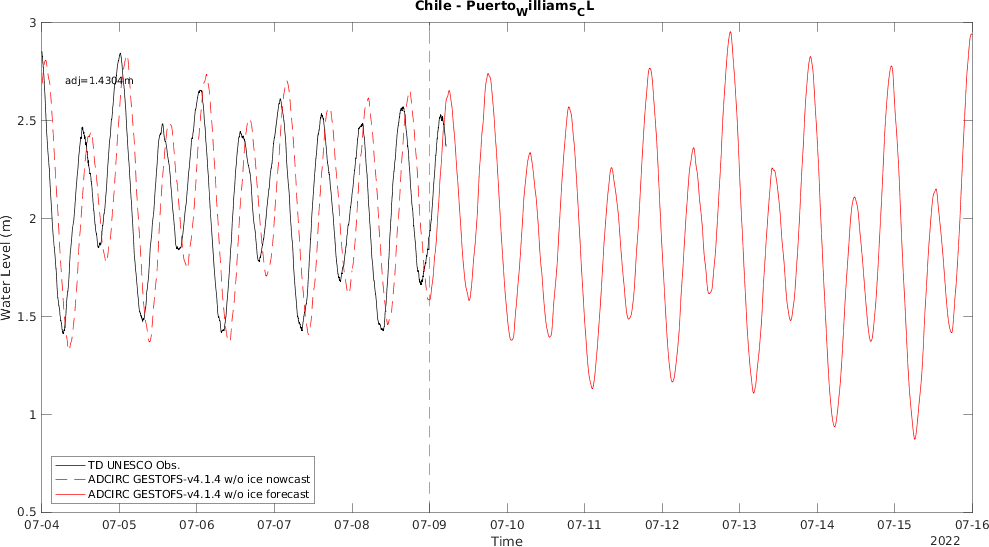 Chile - PuertoWilliamsCL
3
adj=1.4304m
2.5
2
Water Level (m)
1.5
1
TD UNESCO Obs.
ADCIRC GESTOFS-v4.1.4 w/o ice nowcast
ADCIRC GESTOFS-v4.1.4 w/o ice forecast
0.5
07-04 07-05 07-06 07-07 07-08 07-09 07-10 07-11 07-12 07-13 07-14 07-15 07-16
Time
2022